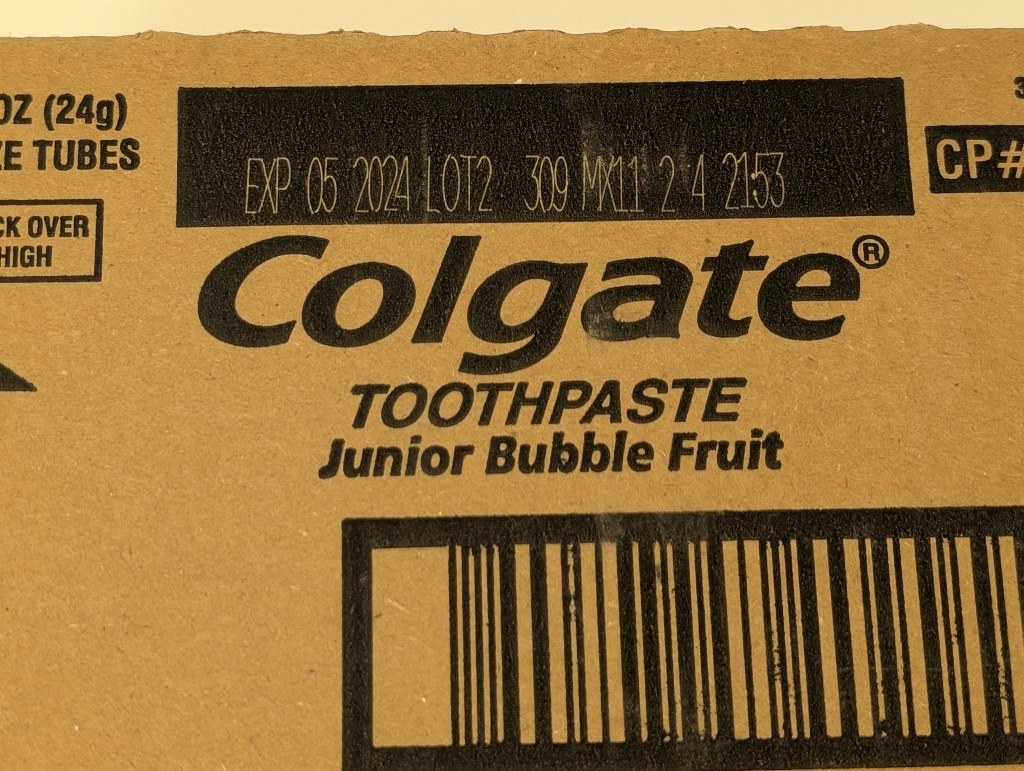 OZ (24g)
ZE TUBES
CK OVER
HIGH
EXP 05 2024 LOT2 309 MX11 2 4 2153
Colgate®
TOOTHPASTE
Junior Bubble Fruit
3
CP#